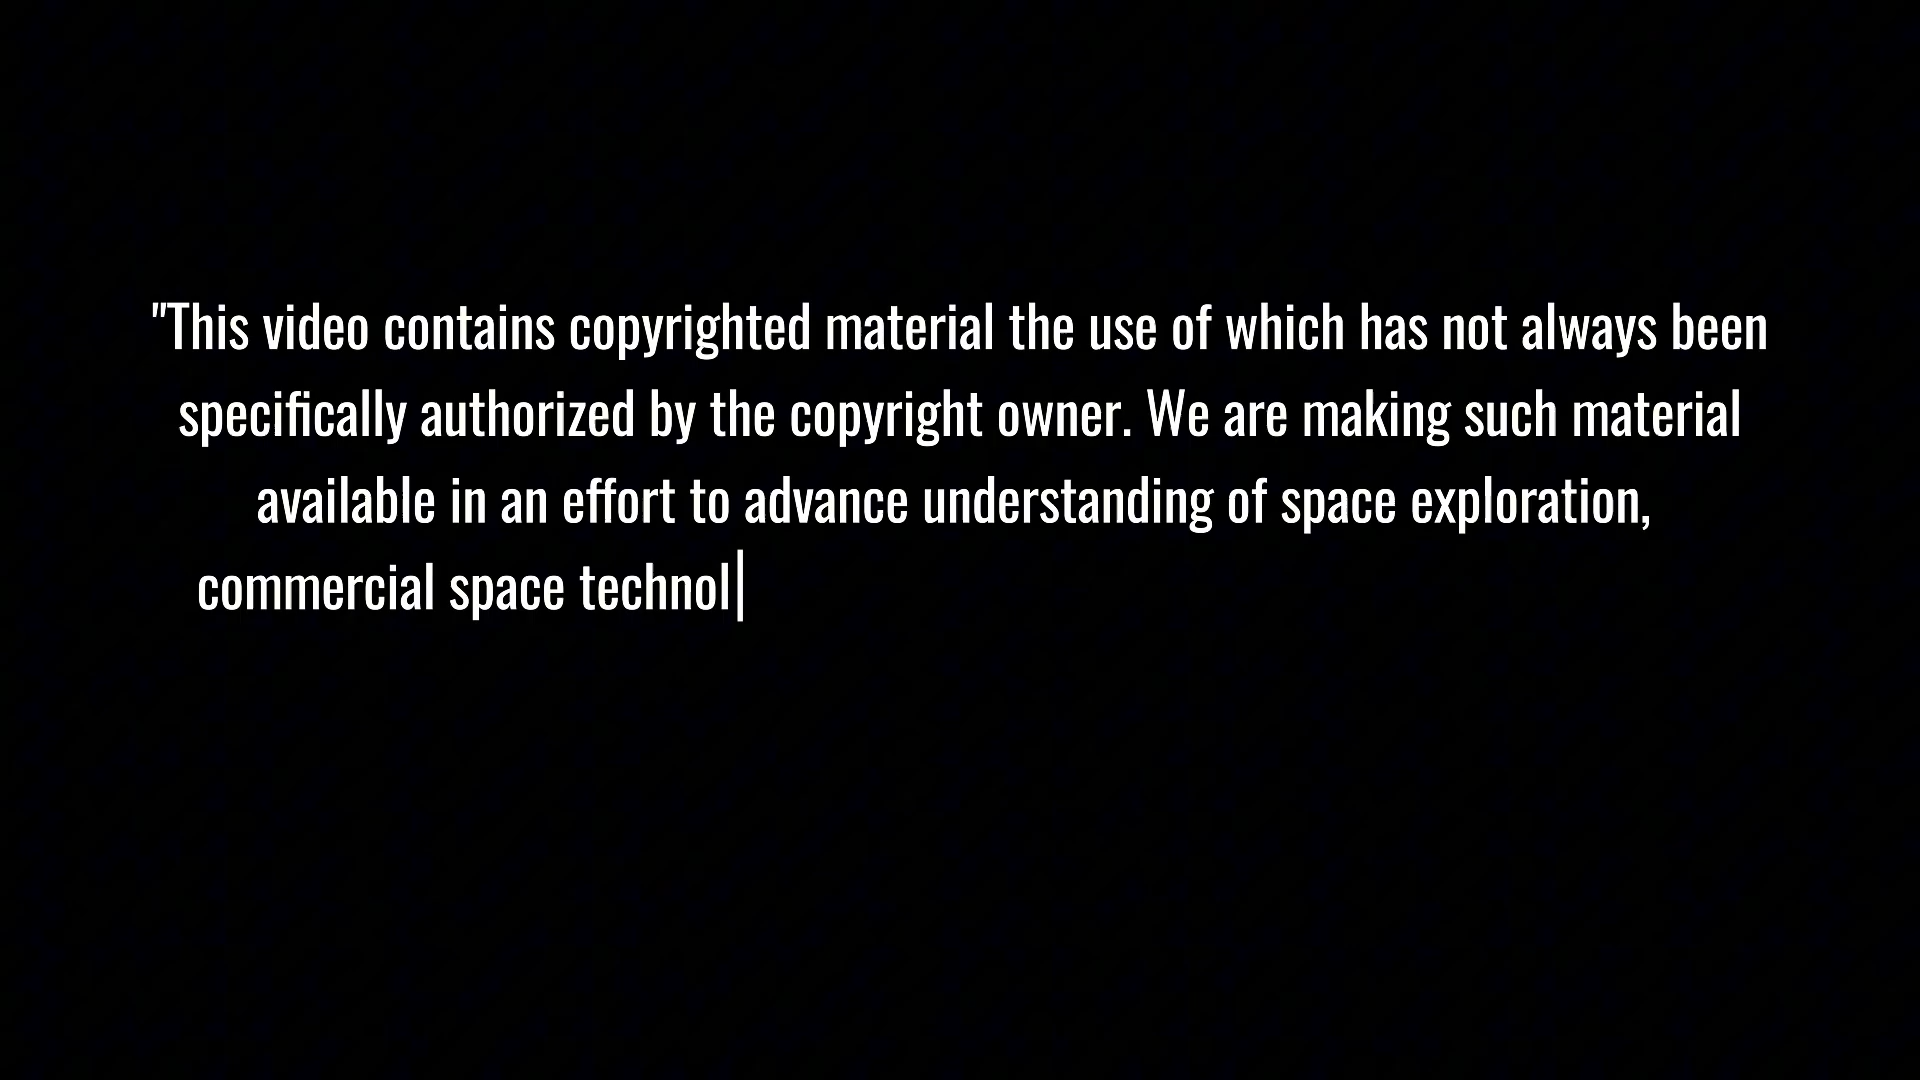 "This video contains copyrighted material the use of which has not always been
specifically authorized by the copyright owner. We are making such material
available in an effort to advance understanding of space exploration,
commercial space technol